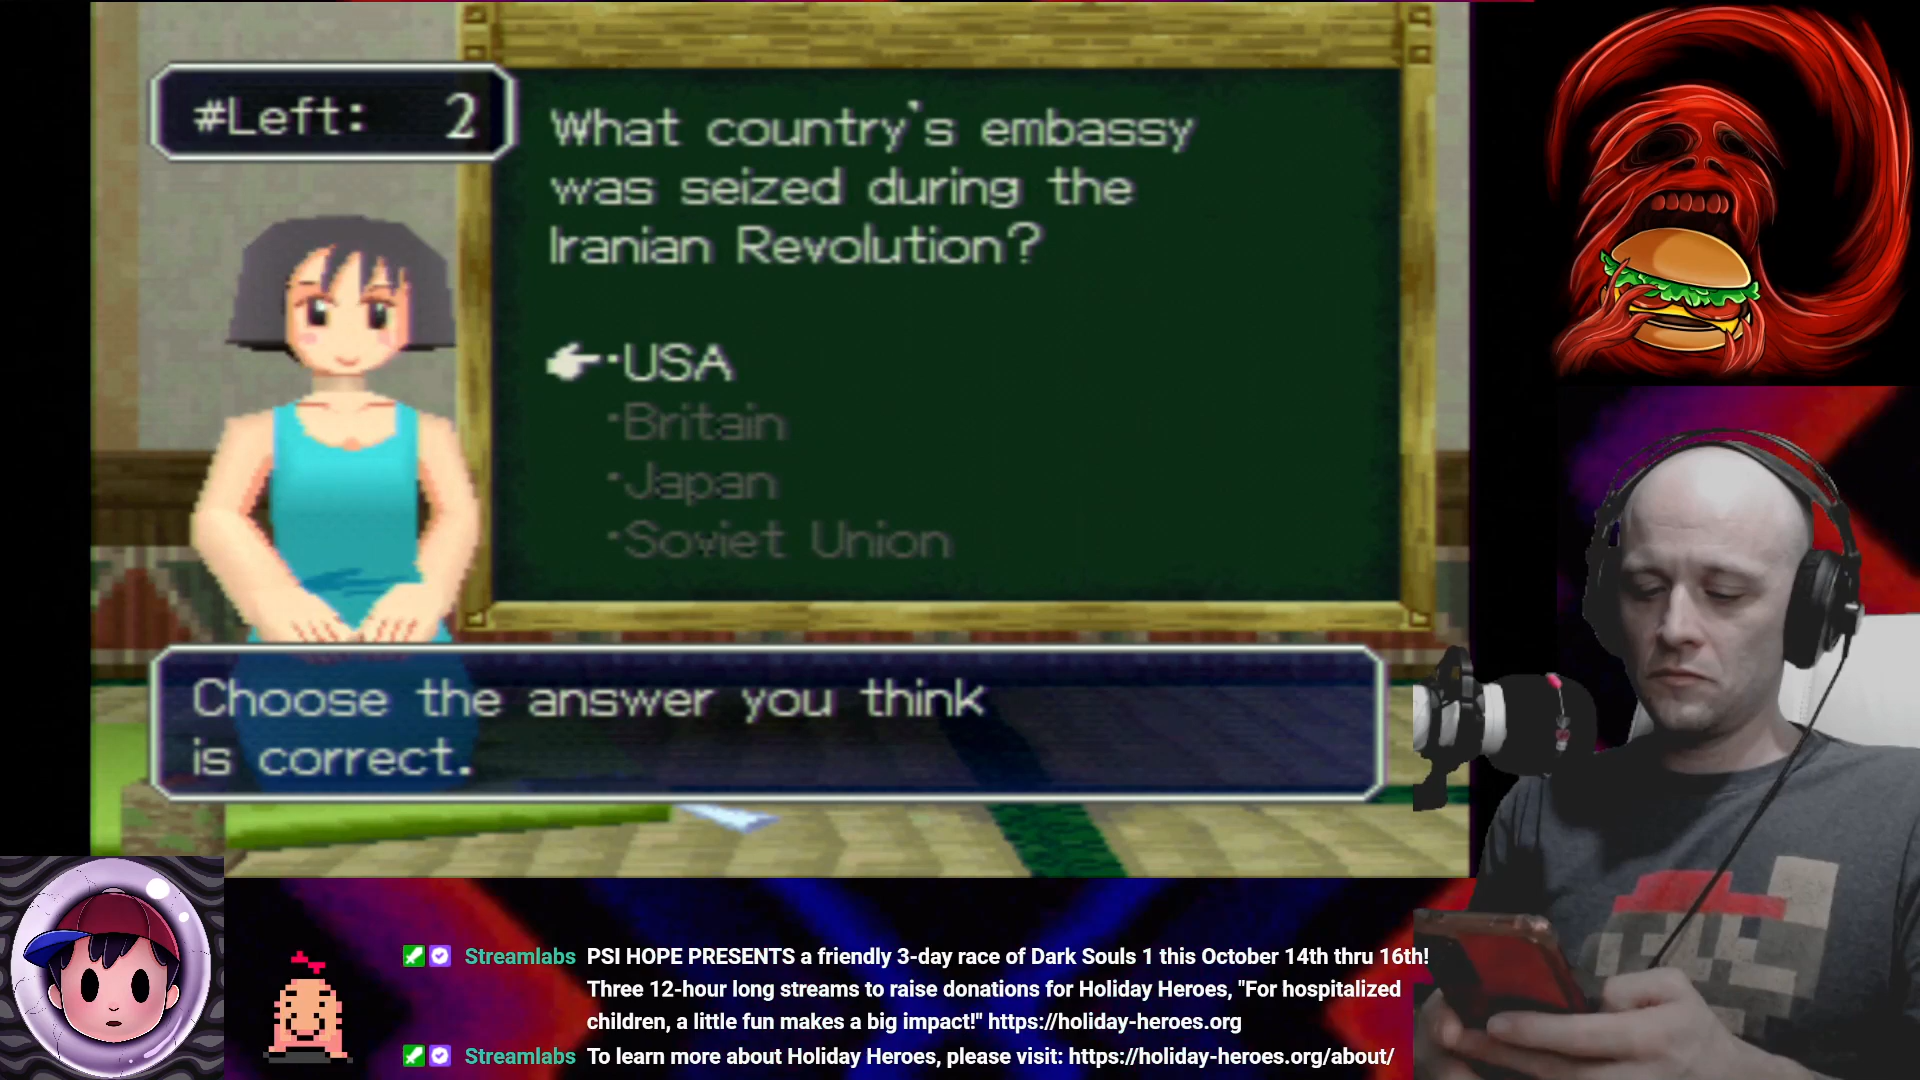 #Left: 2
What country's embassy
was seized during the
Iranian Revolution?
·USA
·Britain
·Japan
·Soviet Union
Choose the answer you think
is correct.
Streamlabs PSI HOPE PRESENTS a friendly 3-day race of Dark Souls 1 this October 14th thru 16th!
Three 12-hour long streams to raise donations for Holiday Heroes, "For hospitalized
children, a little fun makes a big impact!" https://holiday-heroes.org
Streamlabs To learn more about Holiday Heroes, please visit: https://holiday-heroes.org/about/